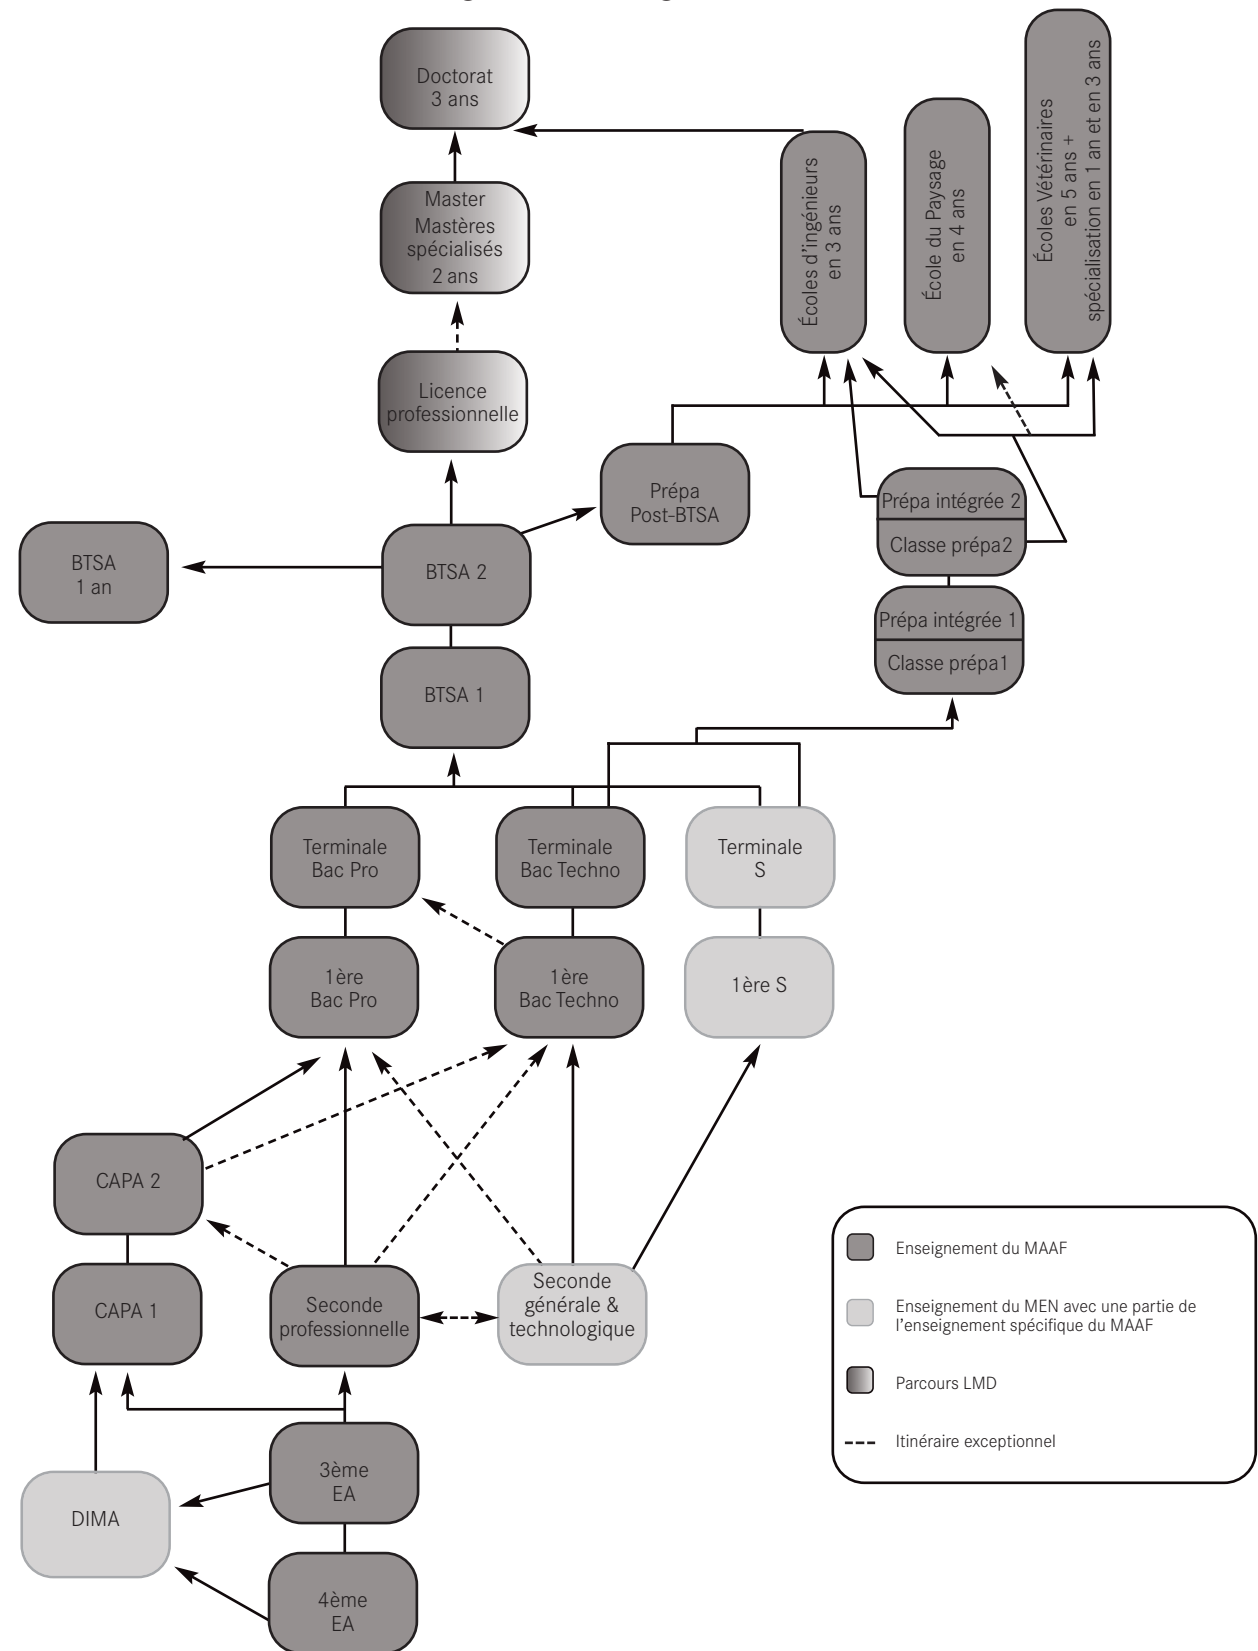 Doctorat
3 ans
Master
Mastères
spécialisés
2 ans
Licence
professionnelle
Écoles d'ingénieurs
en 3 ans
École du Paysage
en 4 ans
Écoles Vétérinaires
en 5 ans +
spécialisation en 1 an et en 3 ans
Prépa
Post-BTSA
Prépa intégrée 2
Classe prépa2
BTSA
1 an
BTSA 2
Prépa intégrée 1
Classe prépa1
BTSA 1
Terminale
Bac Pro
Terminale
Bac Techno
Terminale
S
1ère
Bac Pro
1ère
Bac Techno
1ère S
CAPA 2
CAPA 1
Seconde
professionnelle
Seconde
générale &
technologique
3ème
EA
DIMA
4ème
EA
Enseignement du MAAF
Enseignement du MEN avec une partie de
l'enseignement spécifique du MAAF
Parcours LMD
Itinéraire exceptionnel